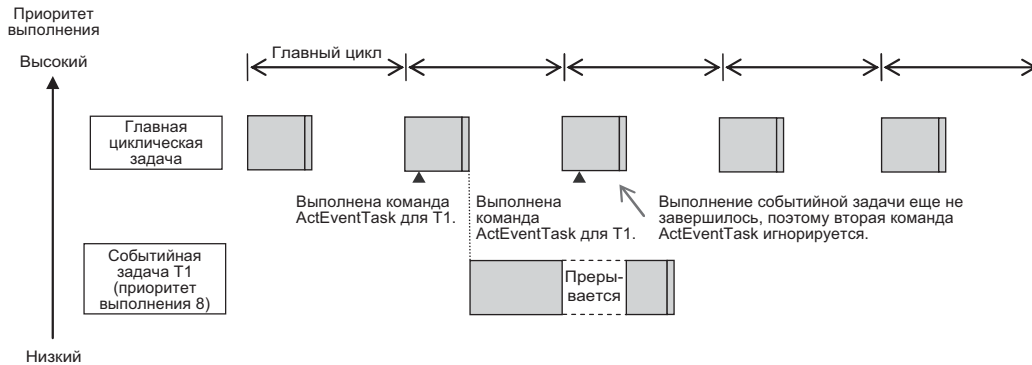 Приоритет
выполнения
Высокий
Главный цикл
Главная
циклическая
задача
Выполнена команда
ActEventTask для T1.
Выполнена
команда
ActEventTask для T1.
Выполнение событийной задачи еще не
завершилось, поэтому вторая команда
ActEventTask игнорируется.
Событийная
задача T1
(приоритет
выполнения 8)
Преры-
вается
Низкий